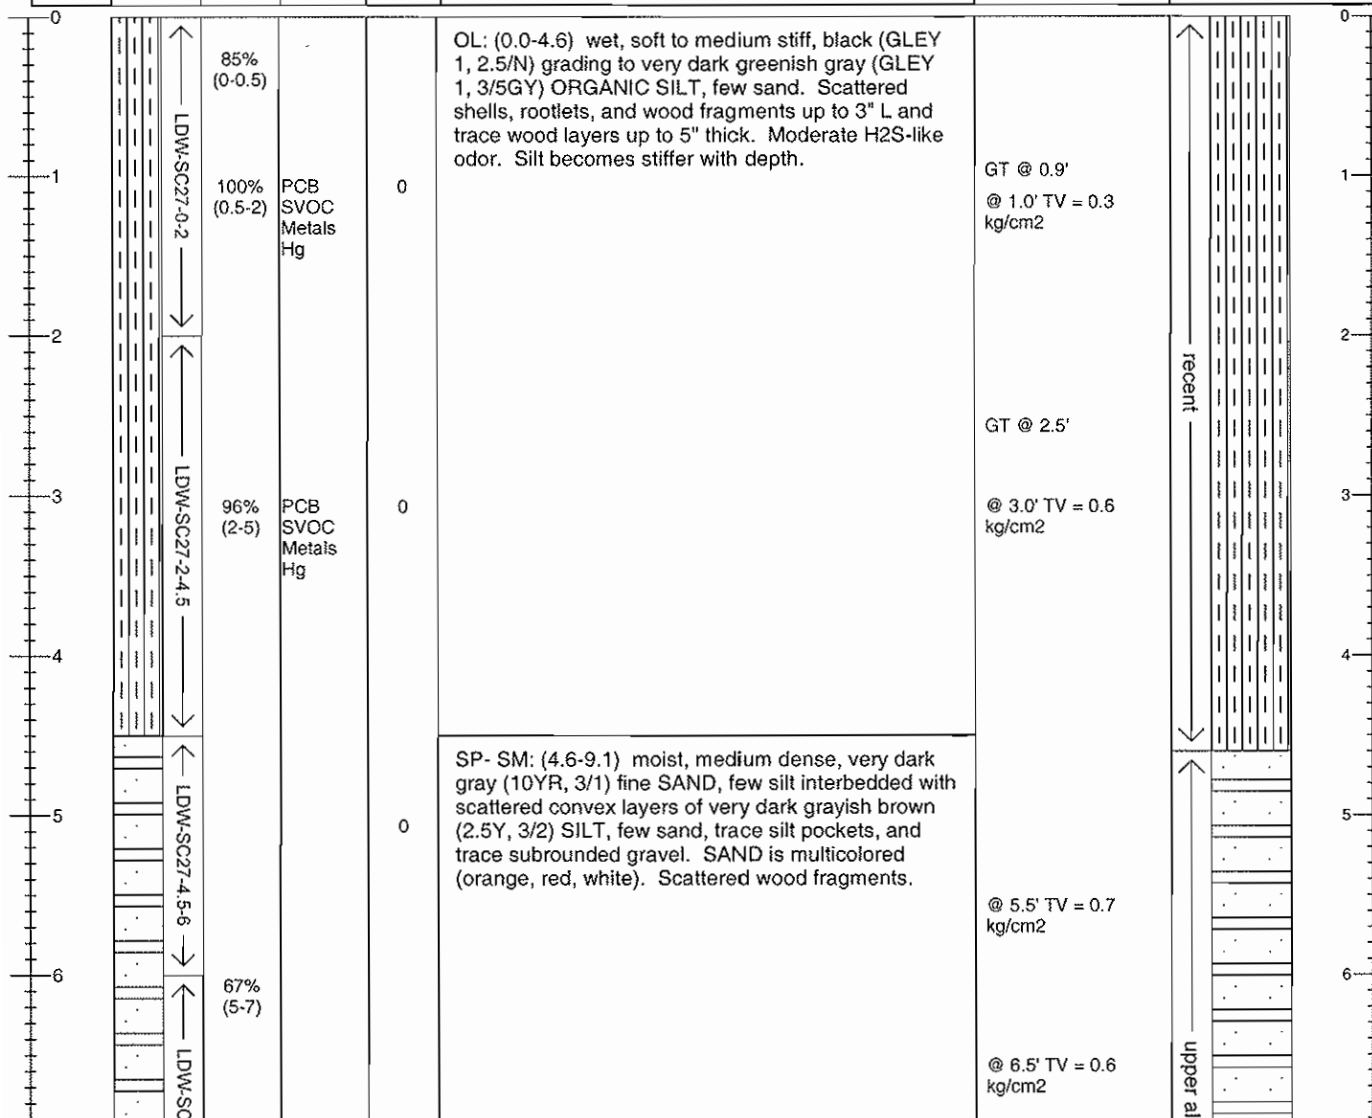 0
0
85%
(0-0.5)
OL: (0.0-4.6) wet, soft to medium stiff, black (GLEY
1, 2.5/N) grading to very dark greenish gray (GLEY
1, 3/5GY) ORGANIC SILT, few sand. Scattered
shells, rootlets, and wood fragments up to 3" L and
trace wood layers up to 5" thick. Moderate H2S-like
odor. Silt becomes stiffer with depth.
LDW-SC27-0-2
1
100%
(0.5-2)
PCB
SVOC
Metals
Hg
0
GT @ 0.9'
@ 1.0' TV = 0.3
kg/cm2
1
2
2
recent
GT @ 2.5'
LDW-SC27-2-4.5
3
96%
(2-5)
PCB
SVOC
Metals
Hg
0
@ 3.0' TV = 0.6
kg/cm2
3
4
4
SP- SM: (4.6-9.1) moist, medium dense, very dark
gray (10YR, 3/1) fine SAND, few silt interbedded with
scattered convex layers of very dark grayish brown
(2.5Y, 3/2) SILT, few sand, trace silt pockets, and
trace subrounded gravel. SAND is multicolored
(orange, red, white). Scattered wood fragments.
LDW-SC27-4.5-6
5
0
5
@ 5.5' TV = 0.7
kg/cm2
6
67%
(5-7)
6
LDW-SC
@ 6.5' TV = 0.6
kg/cm2
upper al